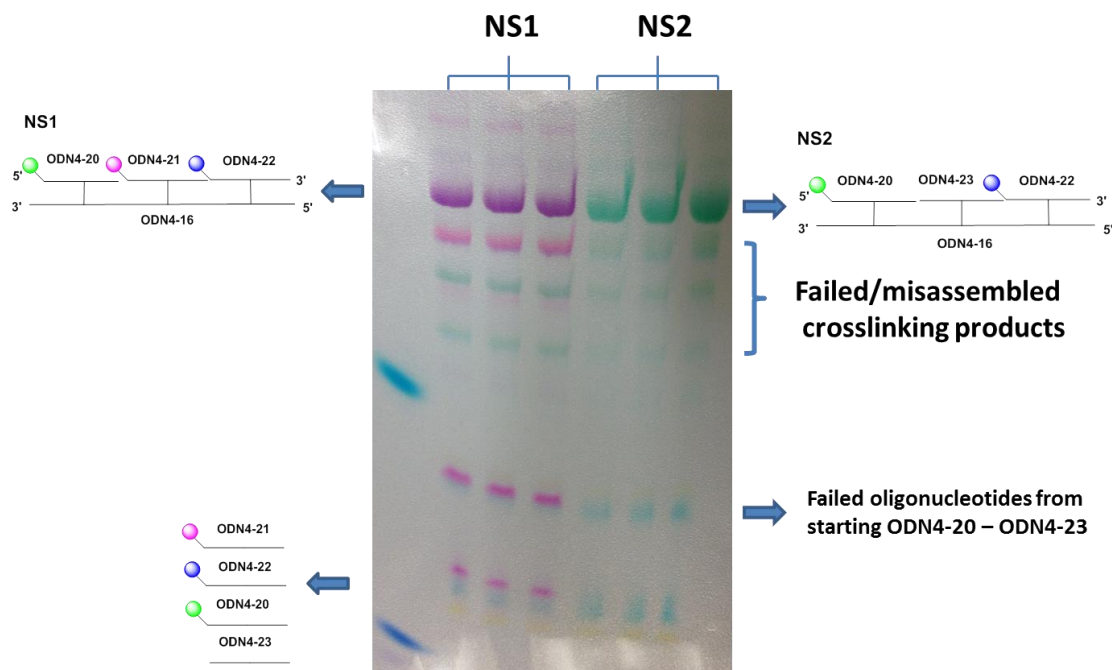 NS1
NS2
NS1
5'
ODN4-20
ODN4-21
ODN4-22
3'
3'
5'
ODN4-16
NS2
5'
ODN4-20
ODN4-23
ODN4-22
3'
3'
5'
ODN4-16
Failed/misassembled
crosslinking products
Failed oligonucleotides from
starting ODN4-20 – ODN4-23
ODN4-21
ODN4-22
ODN4-20
ODN4-23